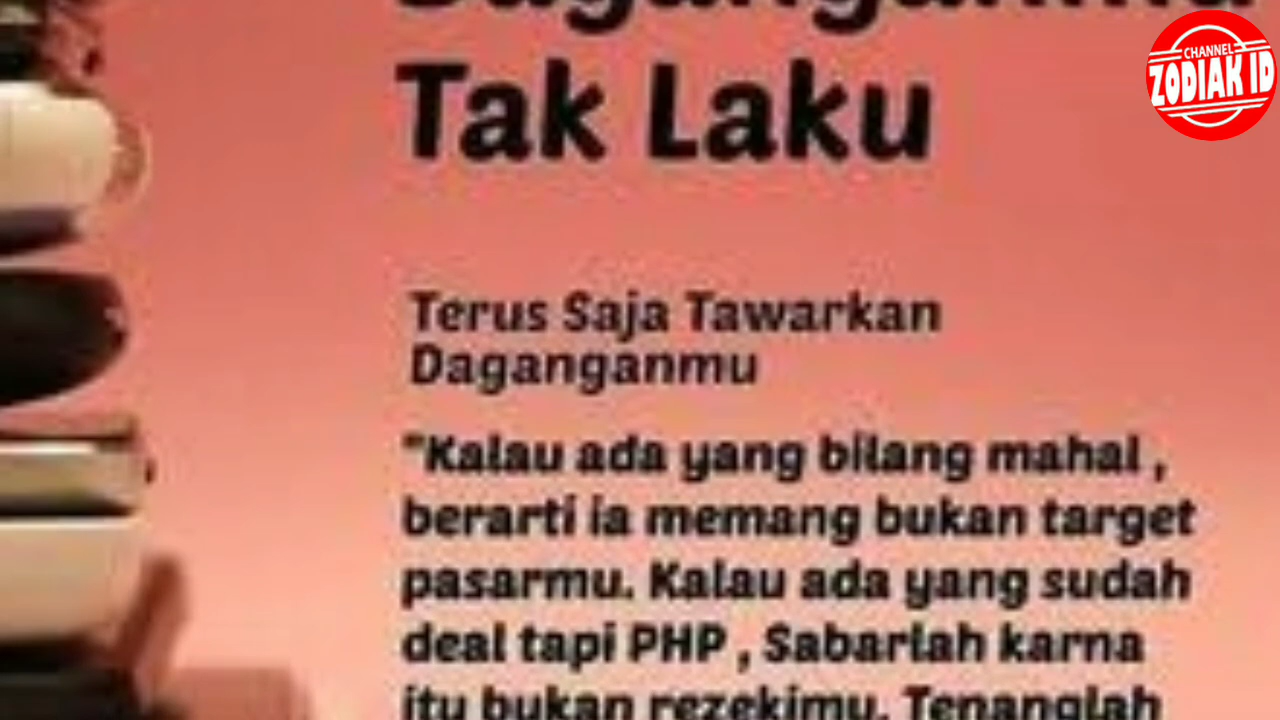 Daganganmu
Tak Laku
CHANNEL
ZODIAK ID
Terus Saja Tawarkan
Daganganmu
"Kalau ada yang bilang mahal ,
berarti ia memang bukan target
pasarmu. Kalau ada yang sudah
deal tapi PHP , Sabarlah karna
itu bukan rezekimu. Tenanglah